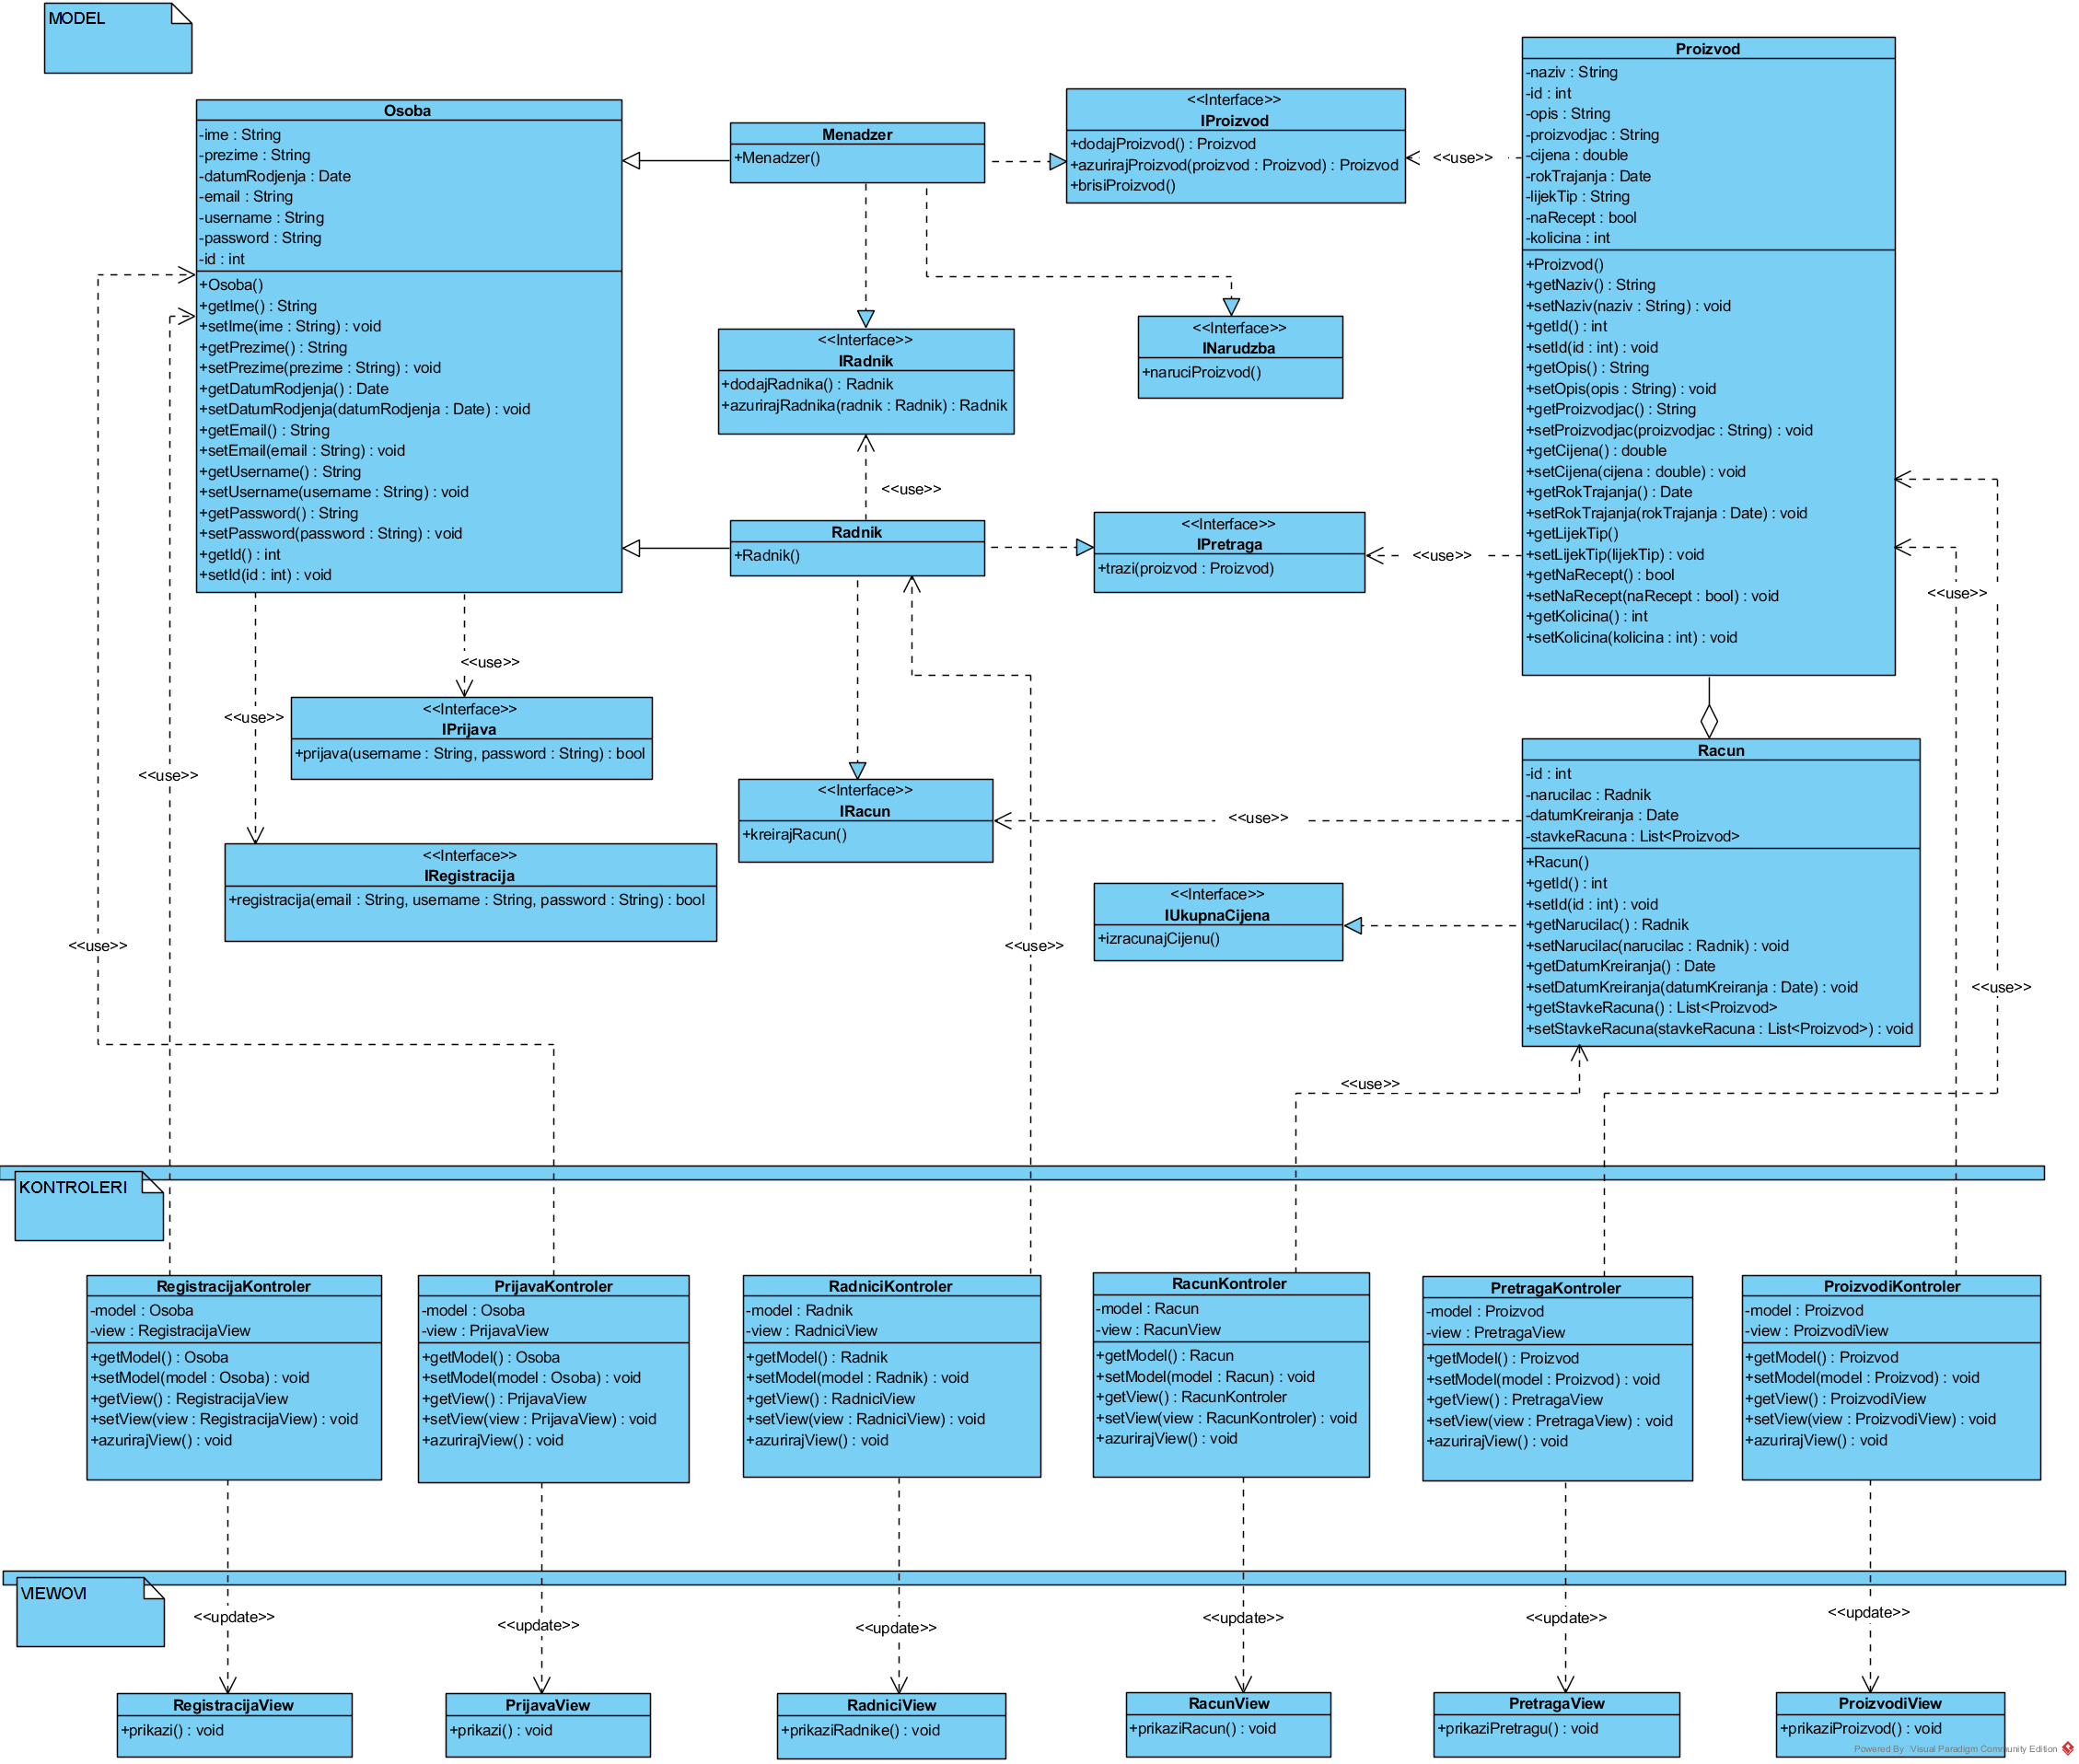 MODEL
Osoba
-ime : String
-prezime : String
-datumRodjenja : Date
-email : String
-username : String
-password : String
-id : int
+Osoba()
+getIme() : String
+setIme(ime : String) : void
+getPrezime() : String
+setPrezime(prezime : String) : void
+getDatumRodjenja() : Date
+setDatumRodjenja(datumRodjenja : Date) : void
+getEmail() : String
+setEmail(email : String) : void
+getUsername() : String
+setUsername(username : String) : void
+getPassword() : String
+setPassword(password : String) : void
+getId() : int
+setId(id : int) : void
Menadzer
+Menadzer()
<<Interface>>
IProizvod
+dodajProizvod() : Proizvod
+azurirajProizvod(proizvod : Proizvod) : Proizvod
+brisiProizvod()
<<use>>
Proizvod
-naziv : String
-id : int
-opis : String
-proizvodjac : String
-cijena : double
-rokTrajanja : Date
-lijekTip : String
-naRecept : bool
-kolicina : int
+Proizvod()
+getNaziv() : String
+setNaziv(naziv : String) : void
+getId() : int
+setId(id : int) : void
+getOpis() : String
+setOpis(opis : String) : void
+getProizvodjac() : String
+setProizvodjac(proizvodjac : String) : void
+getCijena() : double
+setCijena(cijena : double) : void
+getRokTrajanja() : Date
+setRokTrajanja(rokTrajanja : Date) : void
+getLijekTip()
+setLijekTip(lijekTip) : void
+getNaRecept() : bool
+setNaRecept(naRecept : bool) : void
+getKolicina() : int
+setKolicina(kolicina : int) : void
<<Interface>>
IRadnik
+dodajRadnika() : Radnik
+azurirajRadnika(radnik : Radnik) : Radnik
<<Interface>>
INarudzba
+naruciProizvod()
<<use>>
Radnik
+Radnik()
<<Interface>>
IPretraga
+trazi(proizvod : Proizvod)
<<use>>
<<use>>
<<use>>
<<Interface>>
IPrijava
+prijava(username : String, password : String) : bool
<<use>>
<<use>>
<<Interface>>
IRegistracija
+registracija(email : String, username : String, password : String) : bool
<<use>>
<<Interface>>
IRacun
+kreirajRacun()
<<use>>
<<Interface>>
IUkupnaCijena
+izracunajCijenu()
<<use>>
Racun
-id : int
-narucilac : Radnik
-datumKreiranja : Date
-stavkeRacuna : List<Proizvod>
+Racun()
+getId() : int
+setId(id : int) : void
+getNarucilac() : Radnik
+setNarucilac(narucilac : Radnik) : void
+getDatumKreiranja() : Date
+setDatumKreiranja(datumKreiranja : Date) : void
+getStavkeRacuna() : List<Proizvod>
+setStavkeRacuna(stavkeRacuna : List<Proizvod>) : void
<<use>>
<<use>>
KONTROLERI
RegistracijaKontroler
-model : Osoba
-view : RegistracijaView
+getModel() : Osoba
+setModel(model : Osoba) : void
+getView() : RegistracijaView
+setView(view : RegistracijaView) : void
+azurirajView() : void
PrijavaKontroler
-model : Osoba
-view : PrijavaView
+getModel() : Osoba
+setModel(model : Osoba) : void
+getView() : PrijavaView
+setView(view : PrijavaView) : void
+azurirajView() : void
RadniciKontroler
-model : Radnik
-view : RadniciView
+getModel() : Radnik
+setModel(model : Radnik) : void
+getView() : RadniciView
+setView(view : RadniciView) : void
+azurirajView() : void
RacunKontroler
-model : Racun
-view : RacunView
+getModel() : Racun
+setModel(model : Racun) : void
+getView() : RacunKontroler
+setView(view : RacunKontroler) : void
+azurirajView() : void
PretragaKontroler
-model : Proizvod
-view : PretragaView
+getModel() : Proizvod
+setModel(model : Proizvod) : void
+getView() : PretragaView
+setView(view : PretragaView) : void
+azurirajView() : void
ProizvodiKontroler
-model : Proizvod
-view : ProizvodiView
+getModel() : Proizvod
+setModel(model : Proizvod) : void
+getView() : ProizvodiView
+setView(view : ProizvodiView) : void
+azurirajView() : void
VIEWOVI
<<update>>
<<update>>
<<update>>
<<update>>
<<update>>
<<update>>
RegistracijaView
+prikazi() : void
PrijavaView
+prikazi() : void
RadniciView
+prikaziRadnike() : void
RacunView
+prikaziRacun() : void
PretragaView
+prikaziPretragu() : void
ProizvodiView
+prikaziProizvod() : void
Powered By Visual Paradigm Community Edition